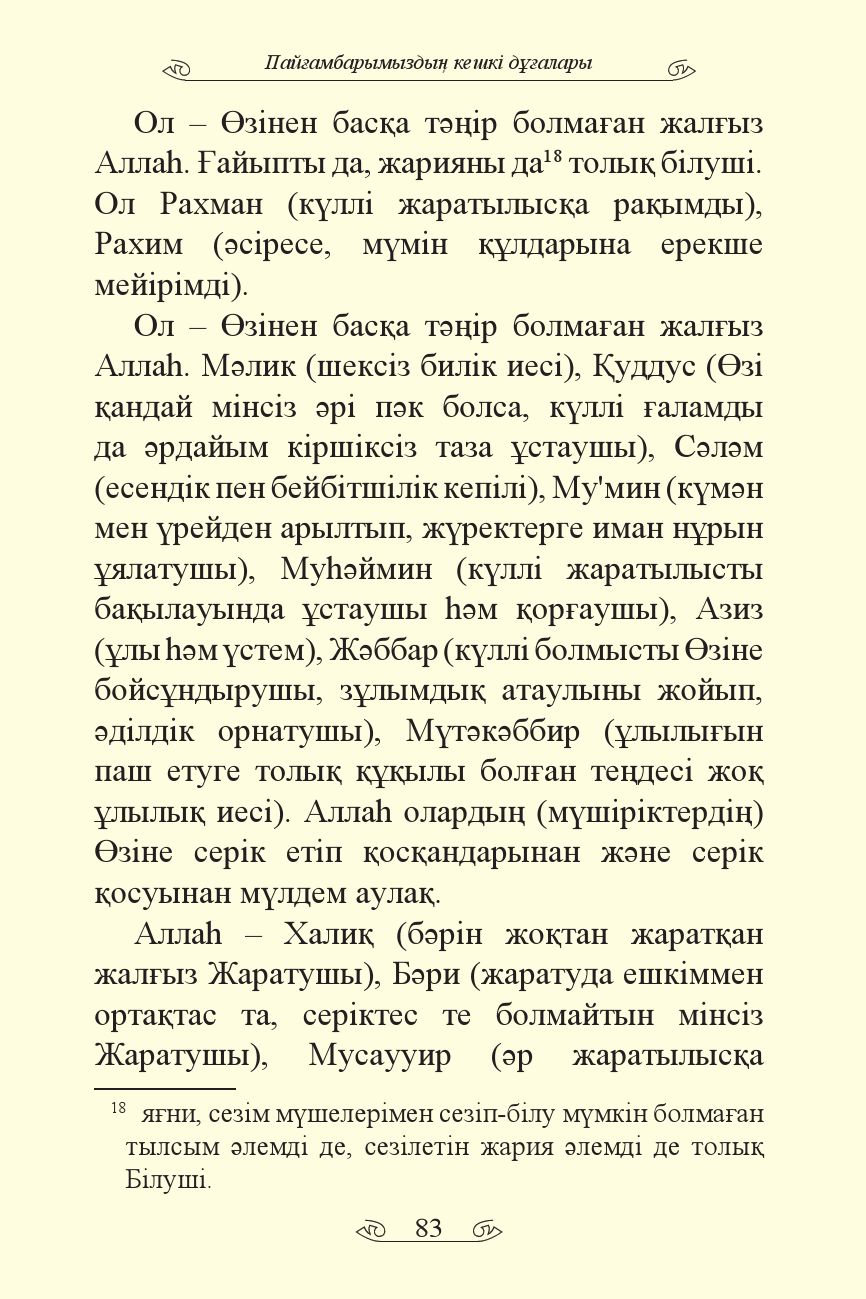 Пайғамбарымыздың кешкі дұғалары
Ол – Өзінен басқа тәңір болмаған жалғыз
Аллаһ. Ғайыпты да, жарияны да¹⁸ толық білуші.
Ол Рахман (күллі жаратылысқа рақымды),
Рахим (әсіресе, мүмін құлдарына ерекше
мейірімді).
Ол – Өзінен басқа тәңір болмаған жалғыз
Аллаһ. Мәлик (шексіз билік иесі), Қуддус (Өзі
қандай мінсіз әрі пәк болса, күллі ғаламды
да әрдайым кіршіксіз таза ұстаушы), Сәләм
(есендік пен бейбітшілік кепілі), Му'мин (күмән
мен үрейден арылтып, жүректерге иман нұрын
ұялатушы), Муһәймин (күллі жаратылысты
бақылауында ұстаушы һәм қорғаушы), Азиз
(ұлы һәм үстем), Жәббар (күллі болмысты Өзіне
бойсұндырушы, зұлымдық атаулыны жойып,
әділдік орнатушы), Мүтәкәббир (ұлылығын
паш етуге толық құқылы болған теңдесі жоқ
ұлылық иесі). Аллаһ олардың (мүшіріктердің)
Өзіне серік етіп қосқандарынан және серік
қосуынан мүлдем аулақ.
Аллаһ – Халиқ (бәрін жоқтан жаратқан
жалғыз Жаратушы), Бәри (жаратуда ешкіммен
ортақтас та, серіктес те болмайтын мінсіз
Жаратушы), Мусаууир (әр жаратылысқа
¹⁸ яғни, сезім мүшелерімен сезіп-білу мүмкін болмаған
тылсым әлемді де, сезілетін жария әлемді де толық
Білуші.
83